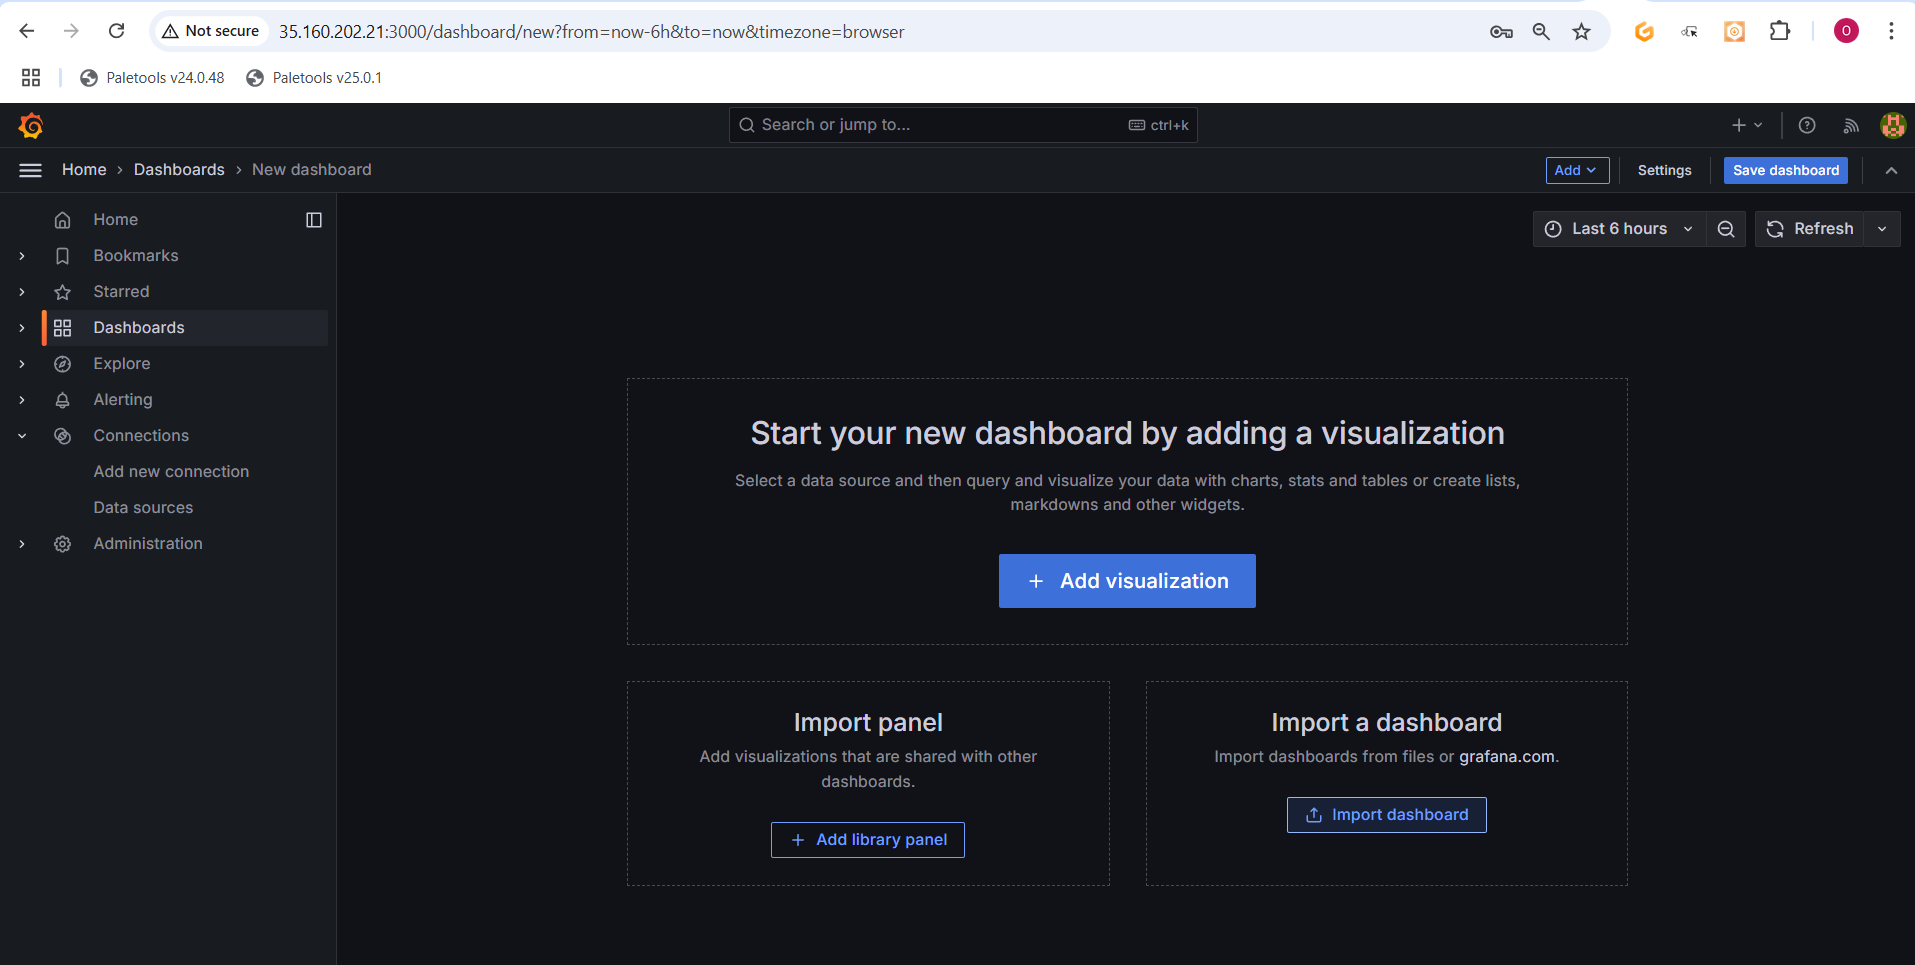 Not secure
35.160.202.21:3000/dashboard/new?from=now-6h&to=now&timezone=browser
O
Paletools v24.0.48
Paletools v25.0.1
Search or jump to...
ctrl+k
Home
Dashboards
New dashboard
Add
Settings
Save dashboard
Home
Bookmarks
Starred
Dashboards
Explore
Alerting
Connections
Add new connection
Data sources
Administration
Last 6 hours
Refresh
Start your new dashboard by adding a visualization
Select a data source and then query and visualize your data with charts, stats and tables or create lists,
markdowns and other widgets.
Add visualization
Import panel
Add visualizations that are shared with other
dashboards.
Add library panel
Import a dashboard
Import dashboards from files or grafana.com.
Import dashboard